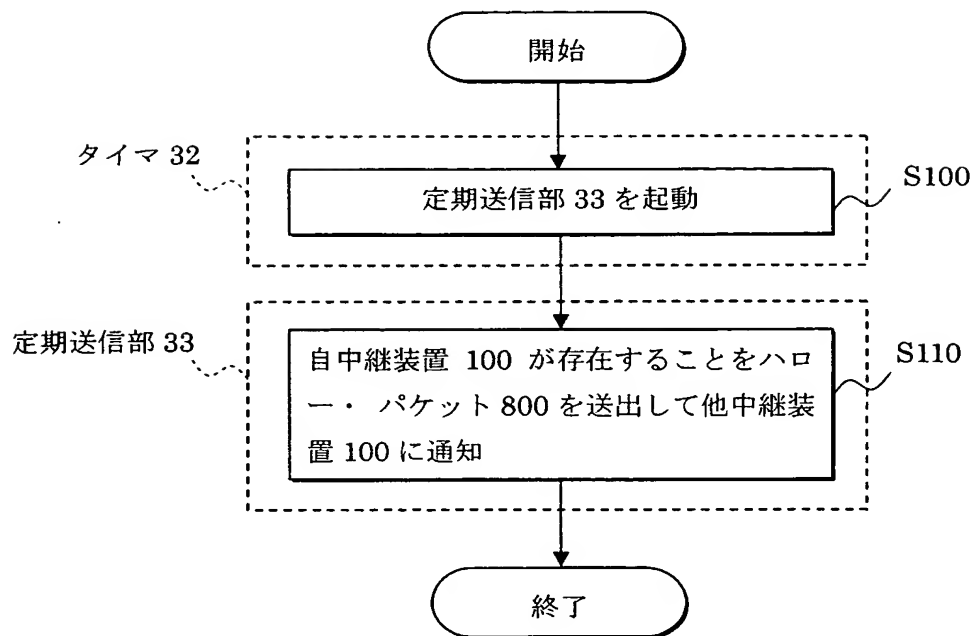 開始
タイマ 32
定期送信部 33 を起動
S100
定期送信部 33
自中継装置 100 が存在することをハロ
ー・ パケット 800 を送出して他中継装
置 100 に通知
S110
終了